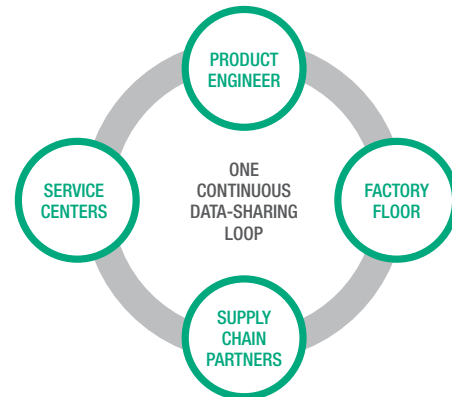 PRODUCT
ENGINEER
ONE
CONTINUOUS
DATA-SHARING
LOOP
SERVICE
CENTERS
FACTORY
FLOOR
SUPPLY
CHAIN
PARTNERS